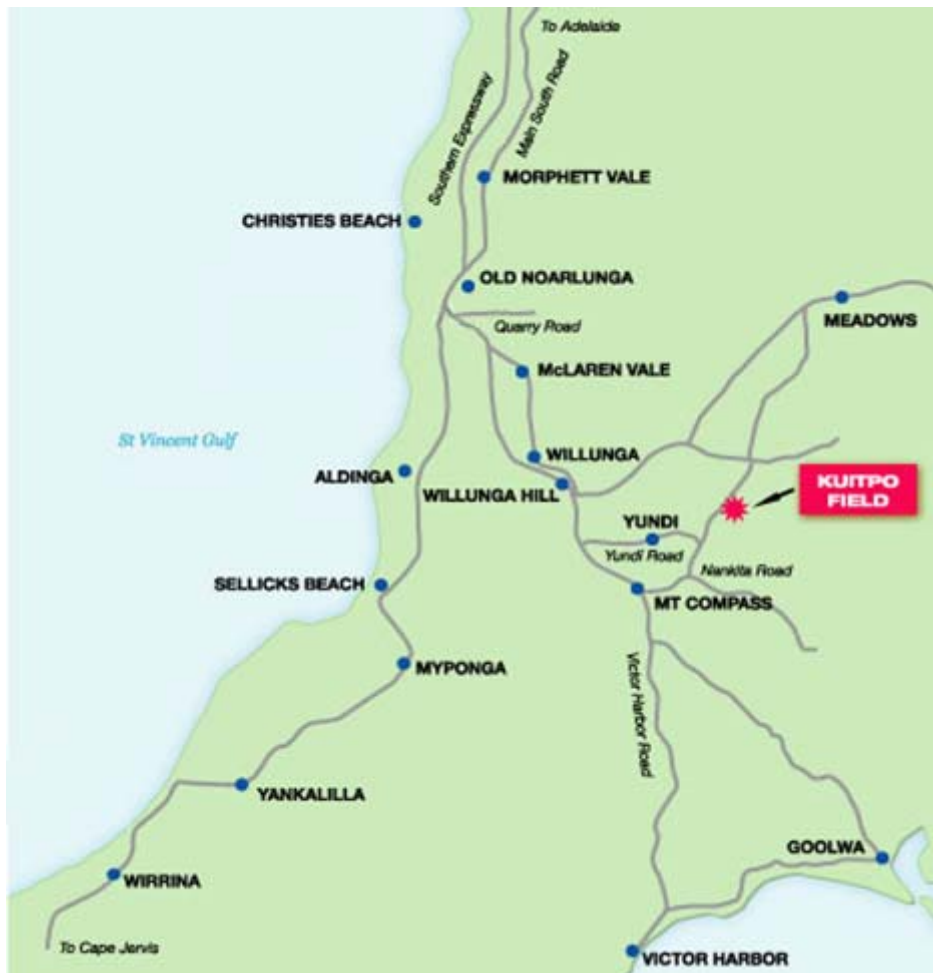 To Adelaide
Southern Expressway
Main South Road
MORPHETT VALE
CHRISTIES BEACH
OLD NOARLUNGA
Quarry Road
MEADOWS
McLAREN VALE
St Vincent Gulf
WILLUNGA
ALDINGA
WILLUNGA HILL
KUITPO
FIELD
YUNDI
Yundi Road
Nankita Road
SELLICKS BEACH
MT COMPASS
MYPONGA
Victor Harbor Road
YANKALILLA
GOOLWA
WIRRINA
To Cape Jervis
VICTOR HARBOR